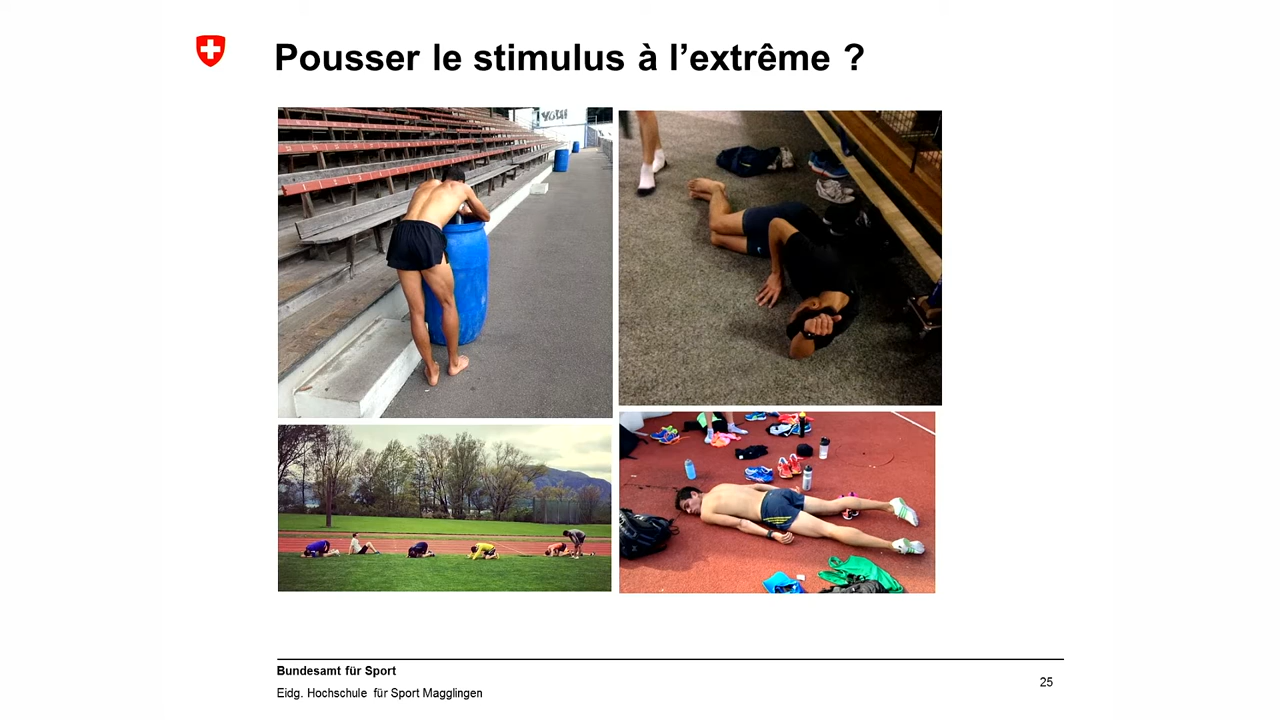 Pousser le stimulus à l’extrême ?
Bundesamt für Sport
Eidg. Hochschule für Sport Magglingen
25